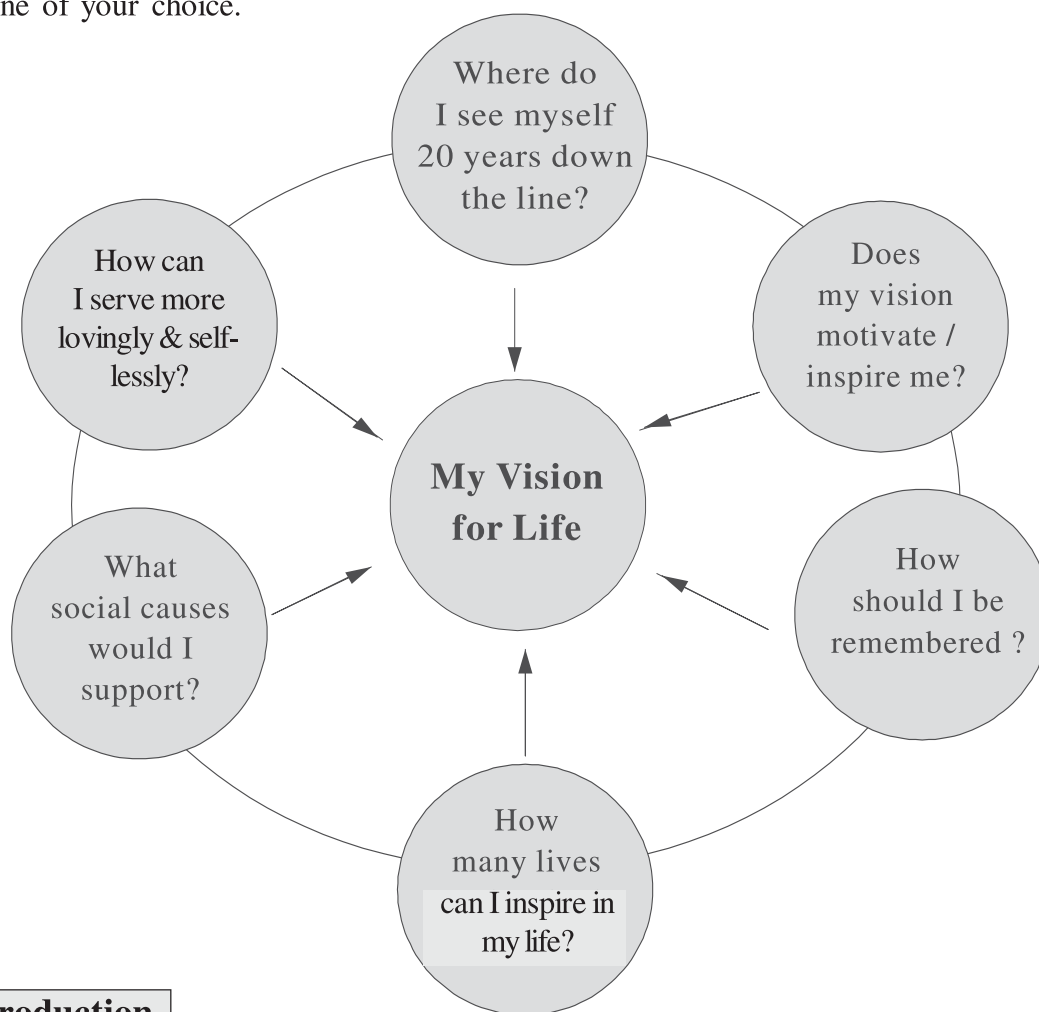 ne of your choice.
Where do
I see myself
20 years down
the line?
Does
my vision
motivate /
inspire me?
How
should I be
remembered ?
How
many lives
can I inspire in
my life?
What
social causes
would I
support?
How can
I serve more
lovingly & self-
lessly?
My Vision
for Life
roduction